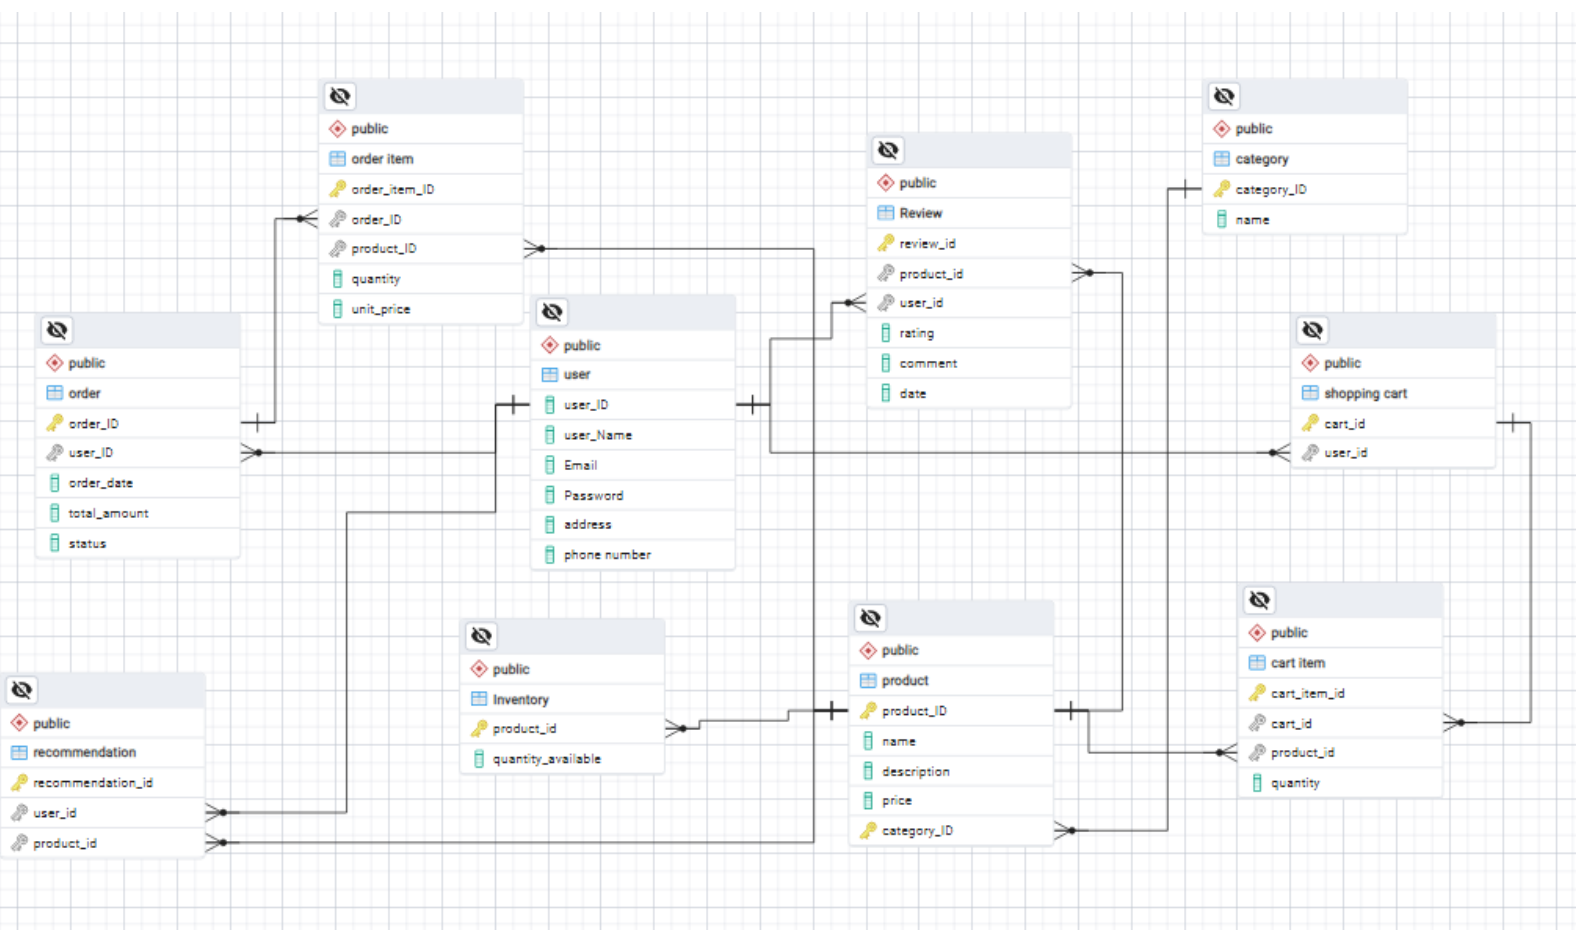 public
order item
order_item_ID
order_ID
product_ID
quantity
unit_price
public
category
category_ID
name
public
Review
review_id
product_id
user_id
rating
comment
date
public
user
user_ID
user_Name
Email
Password
address
phone number
public
order
order_ID
user_ID
order_date
total_amount
status
public
shopping cart
cart_id
user_id
public
cart item
cart_item_id
cart_id
product_id
quantity
public
product
product_ID
name
description
price
category_ID
public
Inventory
product_id
quantity_available
public
recommendation
recommendation_id
user_id
product_id